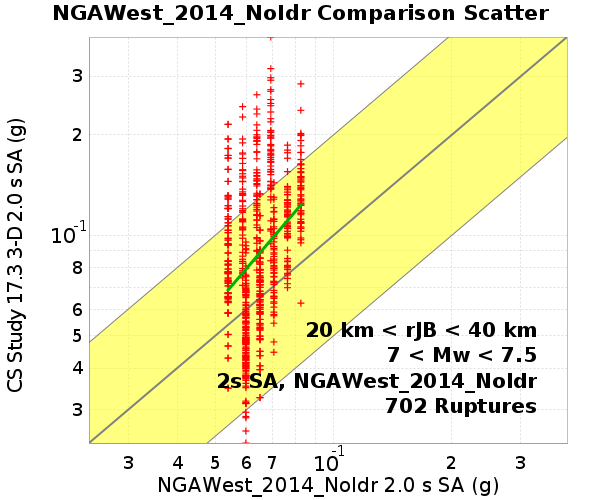 NGAWest_2014_NoIdr Comparison Scatter
CS Study 17.3 3-D 2.0 s SA (g)
3
2
10-1
8
6
5
4
3
20 km < rJB < 40 km
7 < Mw < 7.5
2s SA, NGAWest_2014_NoIdr
702 Ruptures
3 4 5 6 7 10-1 2 3
NGAWest_2014_NoIdr 2.0 s SA (g)